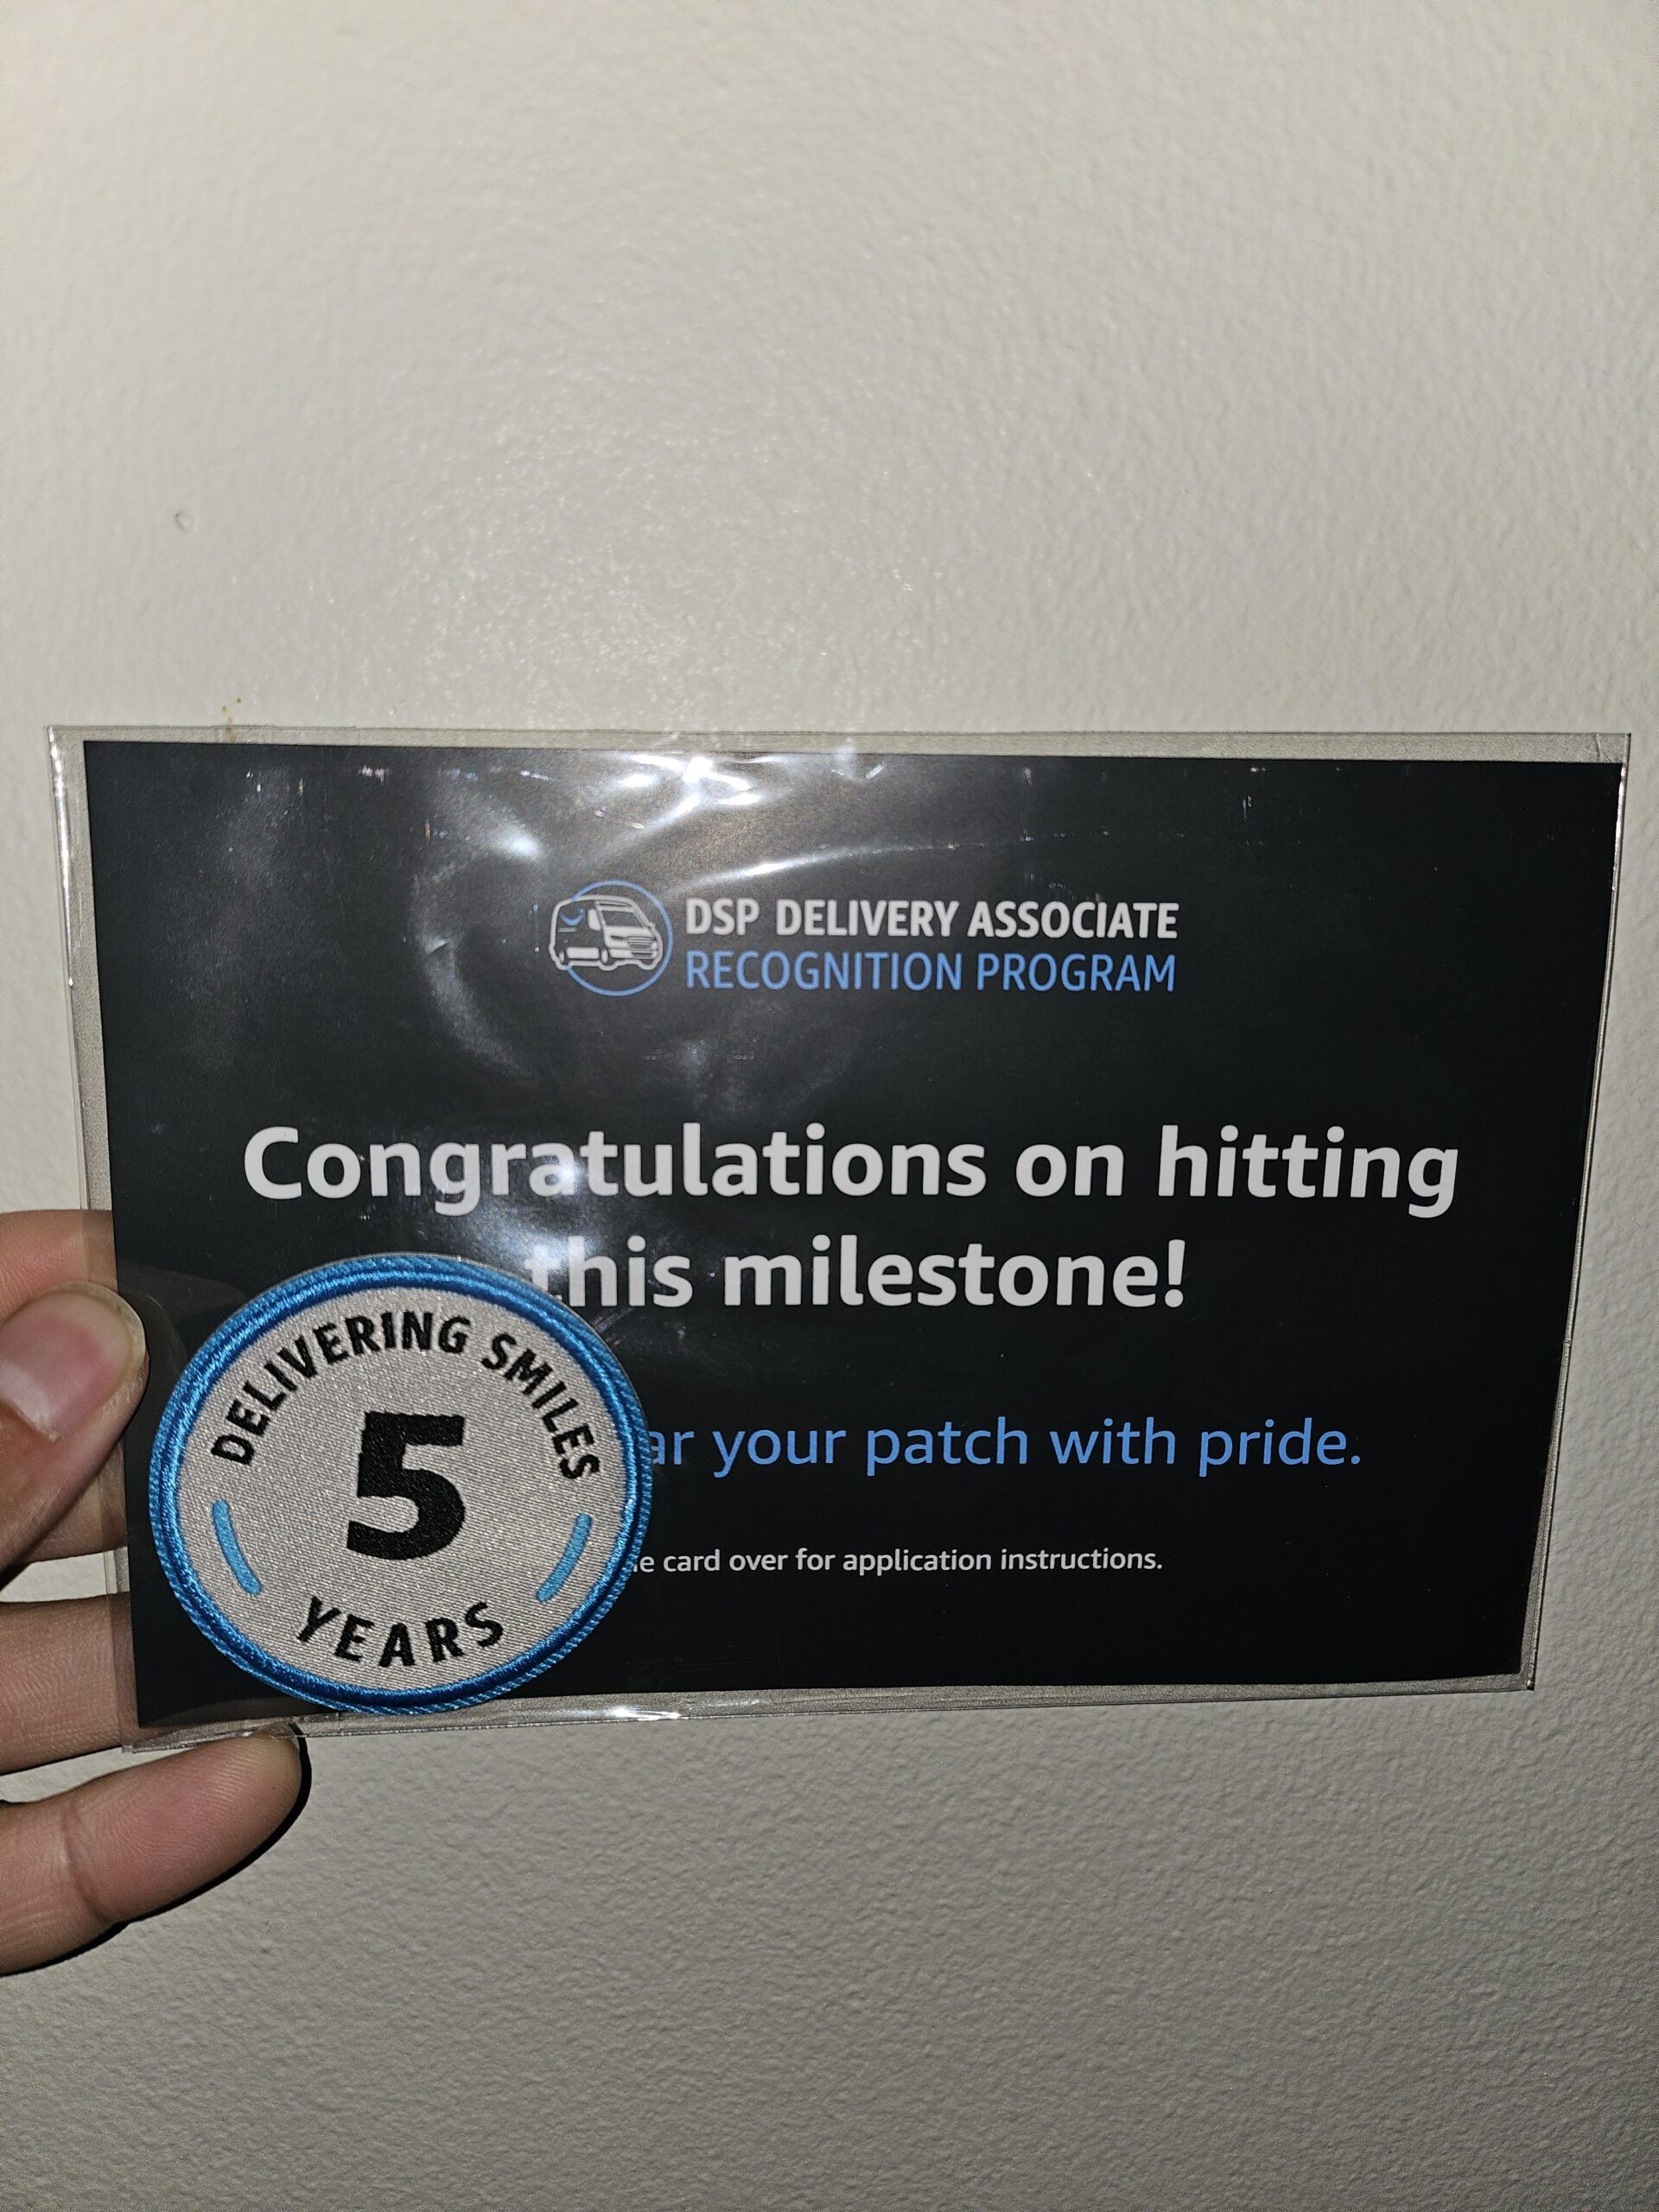 DSP DELIVERY ASSOCIATE
RECOGNITION PROGRAM
Congratulations on hitting
this milestone!
your patch with pride.
card over for application instructions.
DELIVERING SMILES
5
YEARS